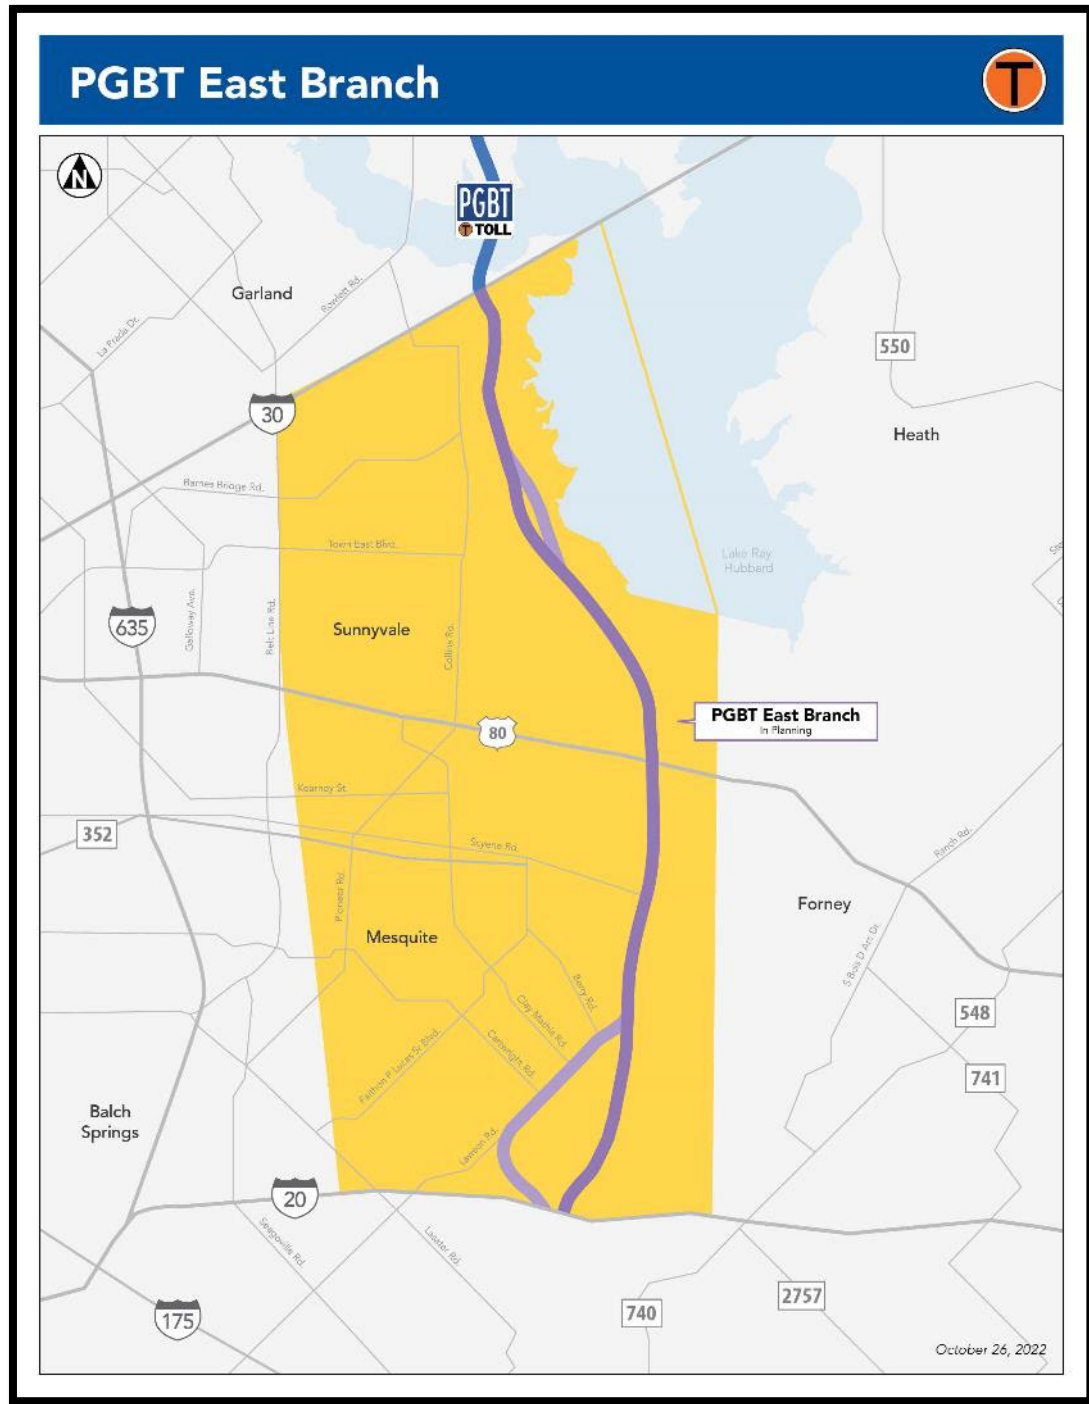 PGBT East Branch
T
N
PGBT
T TOLL
Garland
Rowlett Rd.
La Prada Dr.
550
30
Heath
Barnes Bridge Rd.
Town East Blvd.
Lake Ray
Hubbard
635
Galloway Ave.
Belt Line Rd.
Sunnyvale
Collins Rd.
PGBT East Branch
In Planning
80
Kearney St.
352
Scyene Rd.
Ranch Rd.
Pioneer Rd.
Forney
Mesquite
S Bois D Arc Dr.
Berry Rd.
Clay Mathis Rd.
Cartwright Rd.
548
Faithon P Lucas Sr Blvd.
741
Balch
Springs
Lawson Rd.
20
Seagoville Rd.
Lasater Rd.
2757
740
175
October 26, 2022